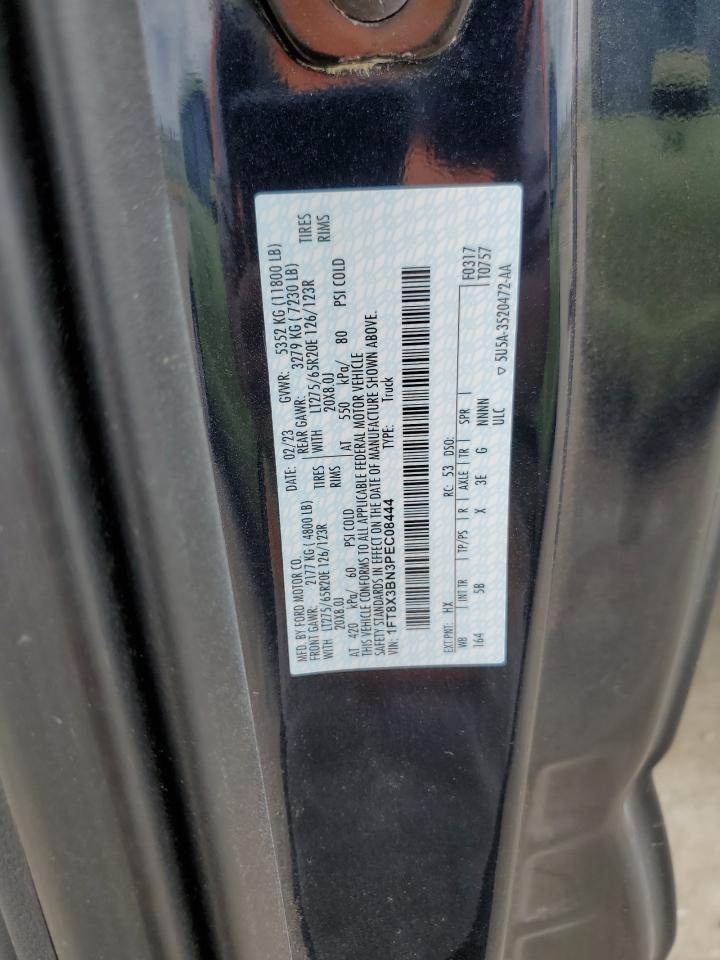 MFD. BY FORD MOTOR CO.
DATE: 02/23 GVWR: 5352 KG (11800 LB)
FRONT GAWR: 2177 KG (4800 LB) REAR GAWR: 3279 KG (7230 LB)
WITH LT275/65R20E 126/123R TIRES WITH LT275/65R20E 126/123R TIRES
20X8.0J RIMS 20X8.0J RIMS
AT 420 kPa/ 60 PSI COLD AT 550 kPa/ 80 PSI COLD
THIS VEHICLE CONFORMS TO ALL APPLICABLE FEDERAL MOTOR VEHICLE
SAFETY STANDARD IN EFFECT ON THE DATE OF MANUFACTURE SHOWN ABOVE.
VIN: 1FT8X3BN3PEC08444 TYPE: Truck
EXT PNT: HX RC: 53 DSO: F0317
WB INT TR TP/PS R AXLE TR SPR T0757
164 5B X 3E G NNNN
ULC ▽ 5U5A-3520472-AA